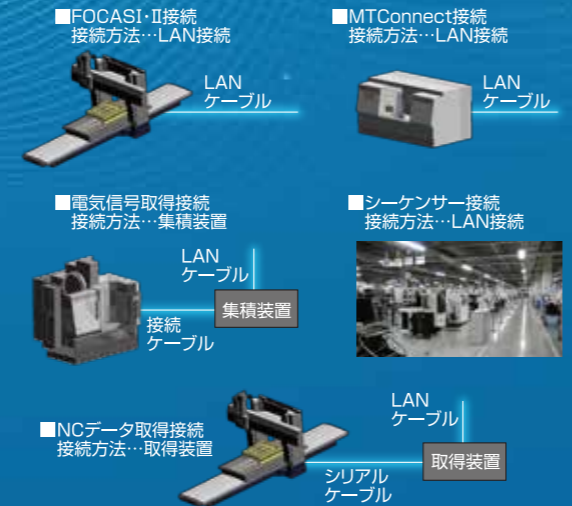 ■FOCASI・II接続
接続方法…LAN接続
LAN
ケーブル
■MTConnect接続
接続方法…LAN接続
LAN
ケーブル
■電気信号取得接続
接続方法…集積装置
LAN
ケーブル
集積装置
接続
ケーブル
■シーケンサー接続
接続方法…LAN接続
■NCデータ取得接続
接続方法…取得装置
LAN
ケーブル
取得装置
シリアル
ケーブル